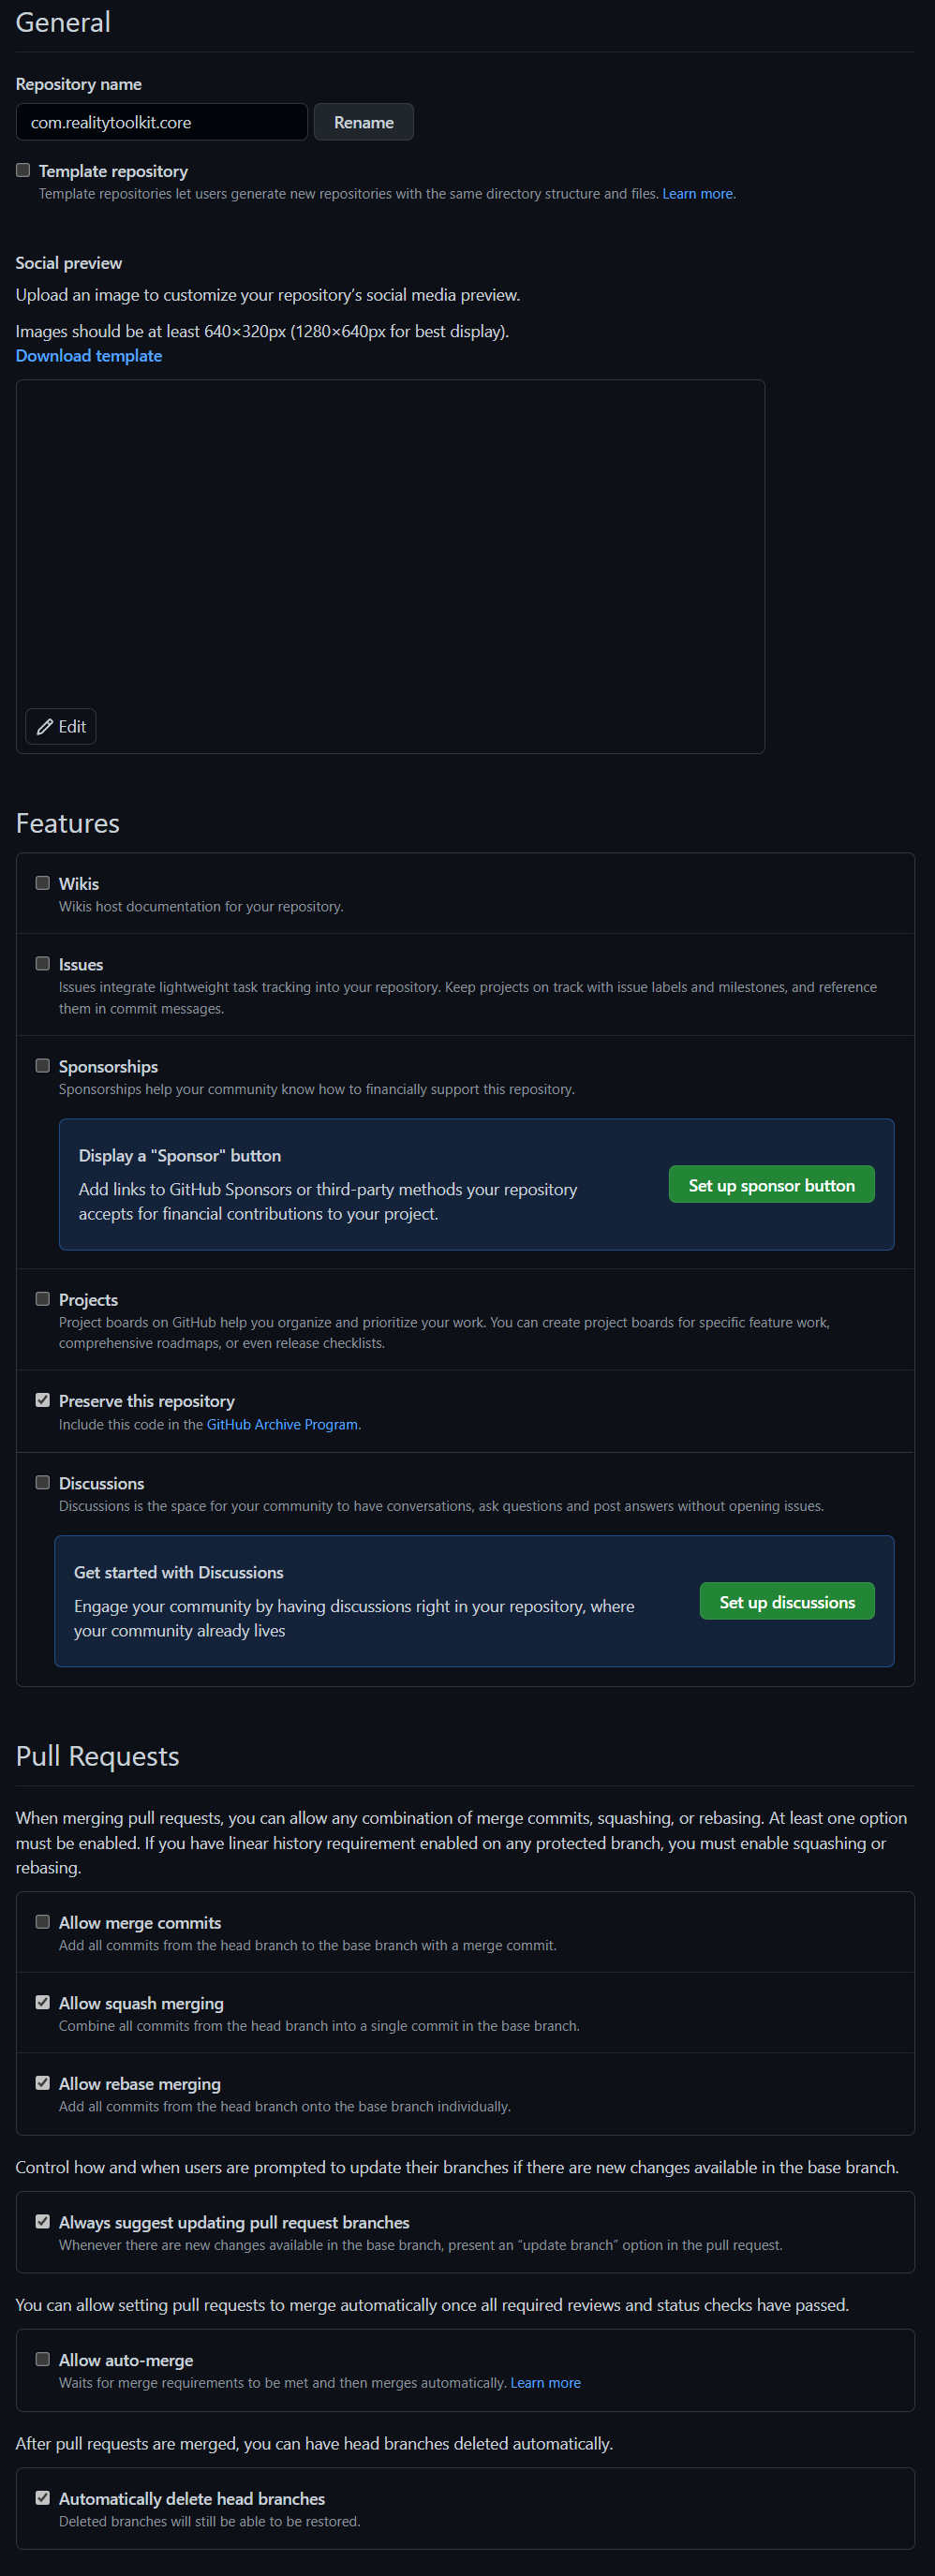 General
Repository name
com.realitytoolkit.core
Rename
Template repository
Template repositories let users generate new repositories with the same directory structure and files. Learn more.
Social preview
Upload an image to customize your repository’s social media preview.
Images should be at least 640×320px (1280×640px for best display).
Download template
Edit
Features
Wikis
Wikis host documentation for your repository.
Issues
Issues integrate lightweight task tracking into your repository. Keep projects on track with issue labels and milestones, and reference
them in commit messages.
Sponsorships
Sponsorships help your community know how to financially support this repository.
Display a "Sponsor" button
Add links to GitHub Sponsors or third-party methods your repository
accepts for financial contributions to your project.
Set up sponsor button
Projects
Project boards on GitHub help you organize and prioritize your work. You can create project boards for specific feature work,
comprehensive roadmaps, or even release checklists.
Preserve this repository
Include this code in the GitHub Archive Program.
Discussions
Discussions is the space for your community to have conversations, ask questions and post answers without opening issues.
Get started with Discussions
Engage your community by having discussions right in your repository, where
your community already lives
Set up discussions
Pull Requests
When merging pull requests, you can allow any combination of merge commits, squashing, or rebasing. At least one option
must be enabled. If you have linear history requirement enabled on any protected branch, you must enable squashing or
rebasing.
Allow merge commits
Add all commits from the head branch to the base branch with a merge commit.
Allow squash merging
Combine all commits from the head branch into a single commit in the base branch.
Allow rebase merging
Add all commits from the head branch onto the base branch individually.
Control how and when users are prompted to update their branches if there are new changes available in the base branch.
Always suggest updating pull request branches
Whenever there are new changes available in the base branch, present an “update branch” option in the pull request.
You can allow setting pull requests to merge automatically once all required reviews and status checks have passed.
Allow auto-merge
Waits for merge requirements to be met and then merges automatically. Learn more
After pull requests are merged, you can have head branches deleted automatically.
Automatically delete head branches
Deleted branches will still be able to be restored.